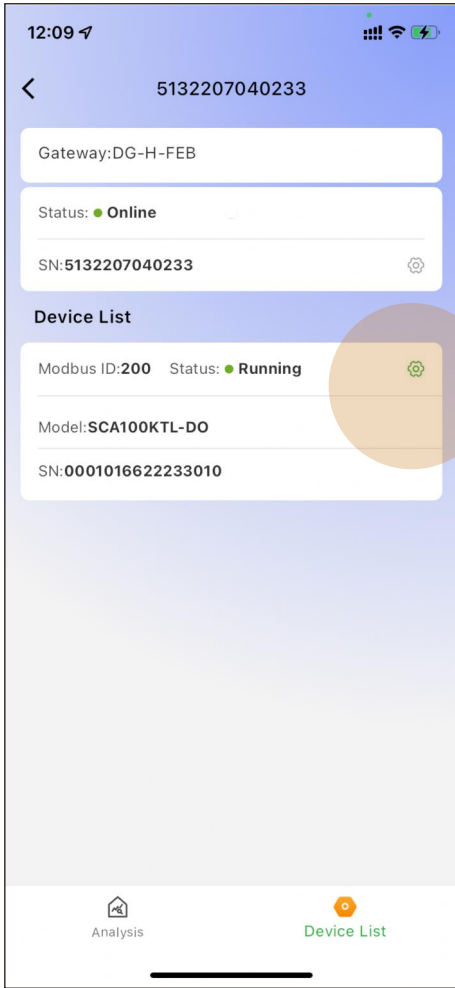 12:09
5132207040233
Gateway:DG-H-FEB
Status: Online
SN:5132207040233
Device List
Modbus ID:200 Status: Running
Model:SCA100KTL-DO
SN:0001016622233010
Analysis
Device List